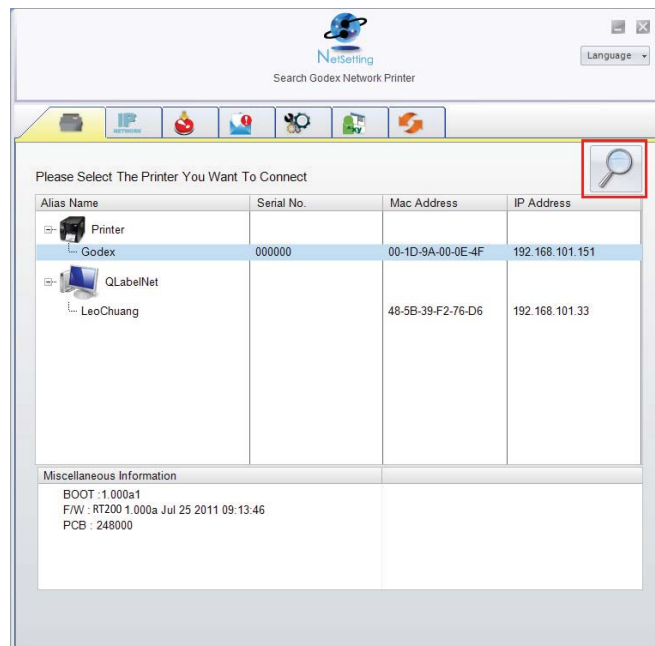 NetSetting
Language
Search Godex Network Printer
IP
NETWORK
Please Select The Printer You Want To Connect
Alias Name Serial No. Mac Address IP Address
Printer
Godex 000000 00-1D-9A-00-0E-4F 192.168.101.151
QLabelNet
LeoChuang 48-5B-39-F2-76-D6 192.168.101.33
Miscellaneous Information
BOOT :1.000a1
F/W : RT200 1.000a Jul 25 2011 09:13:46
PCB : 248000